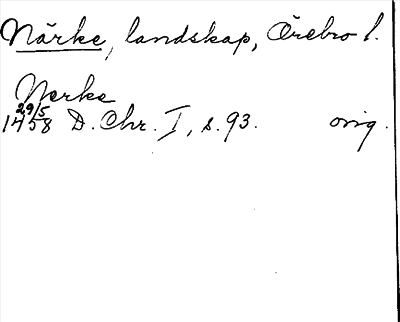 Närke, landskap, Örebro l.
Nerke
29/5
1458 D. Chr. I, s. 93. orig.